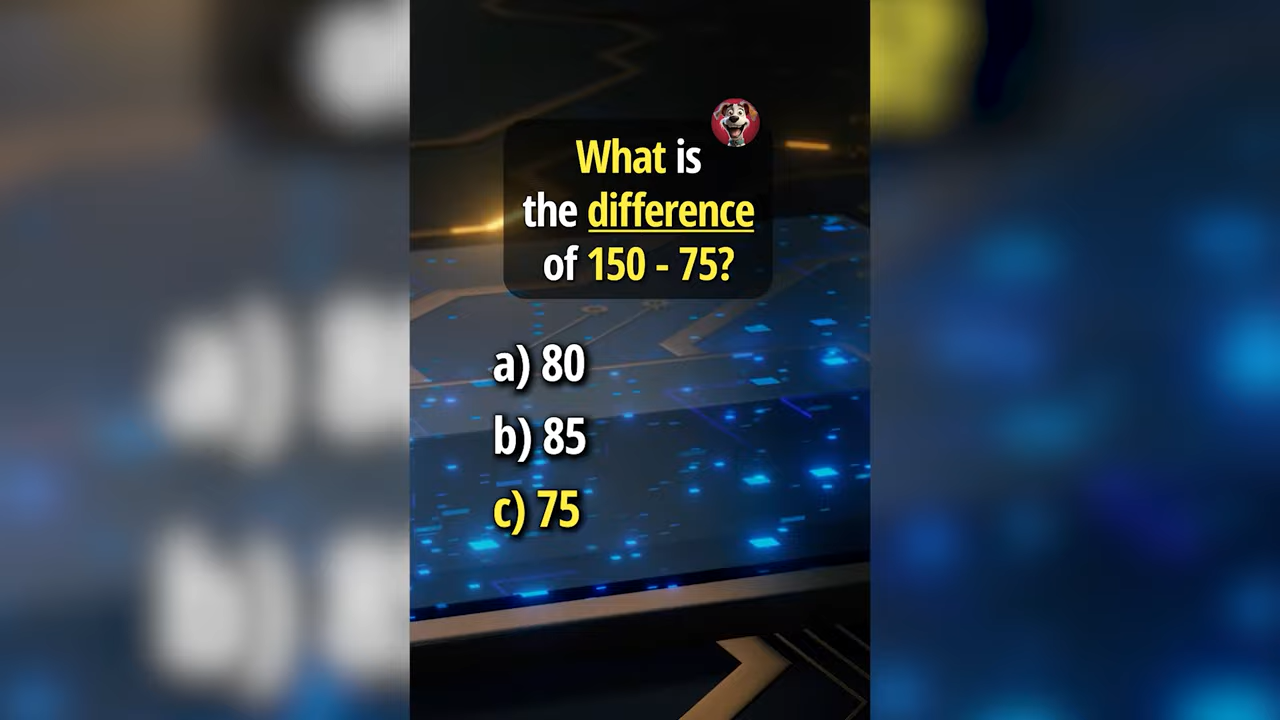 What is
the difference
of 150 - 75?
a) 80
b) 85
c) 75